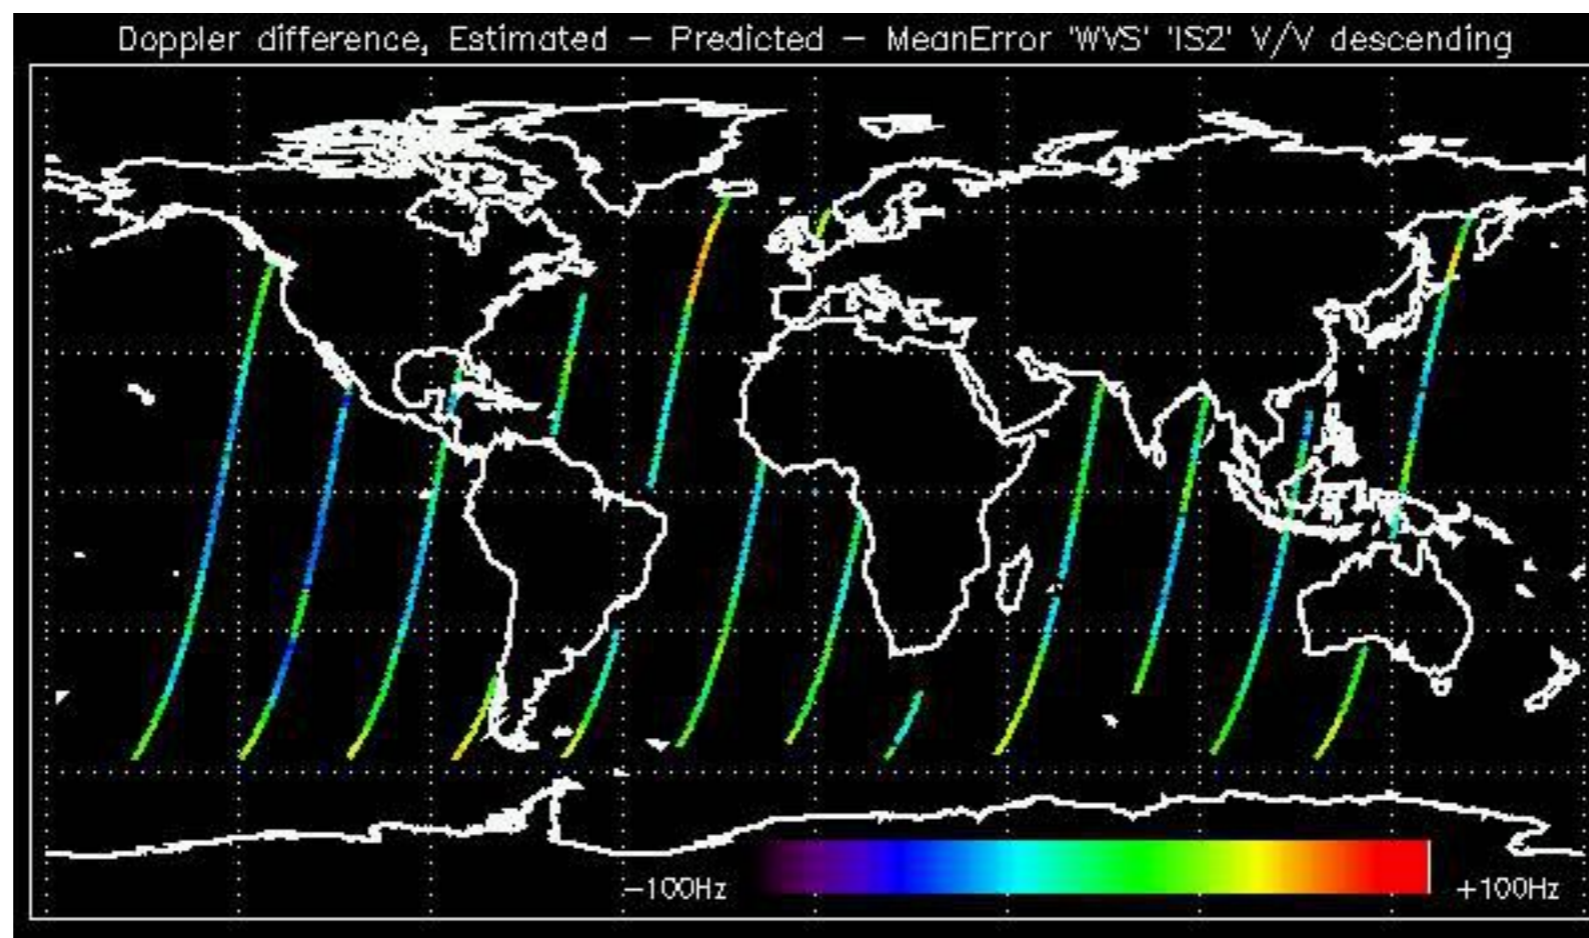 Doppler difference, Estimated – Predicted – MeanError 'WVS' 'IS2' V/V descending
–100Hz +100Hz